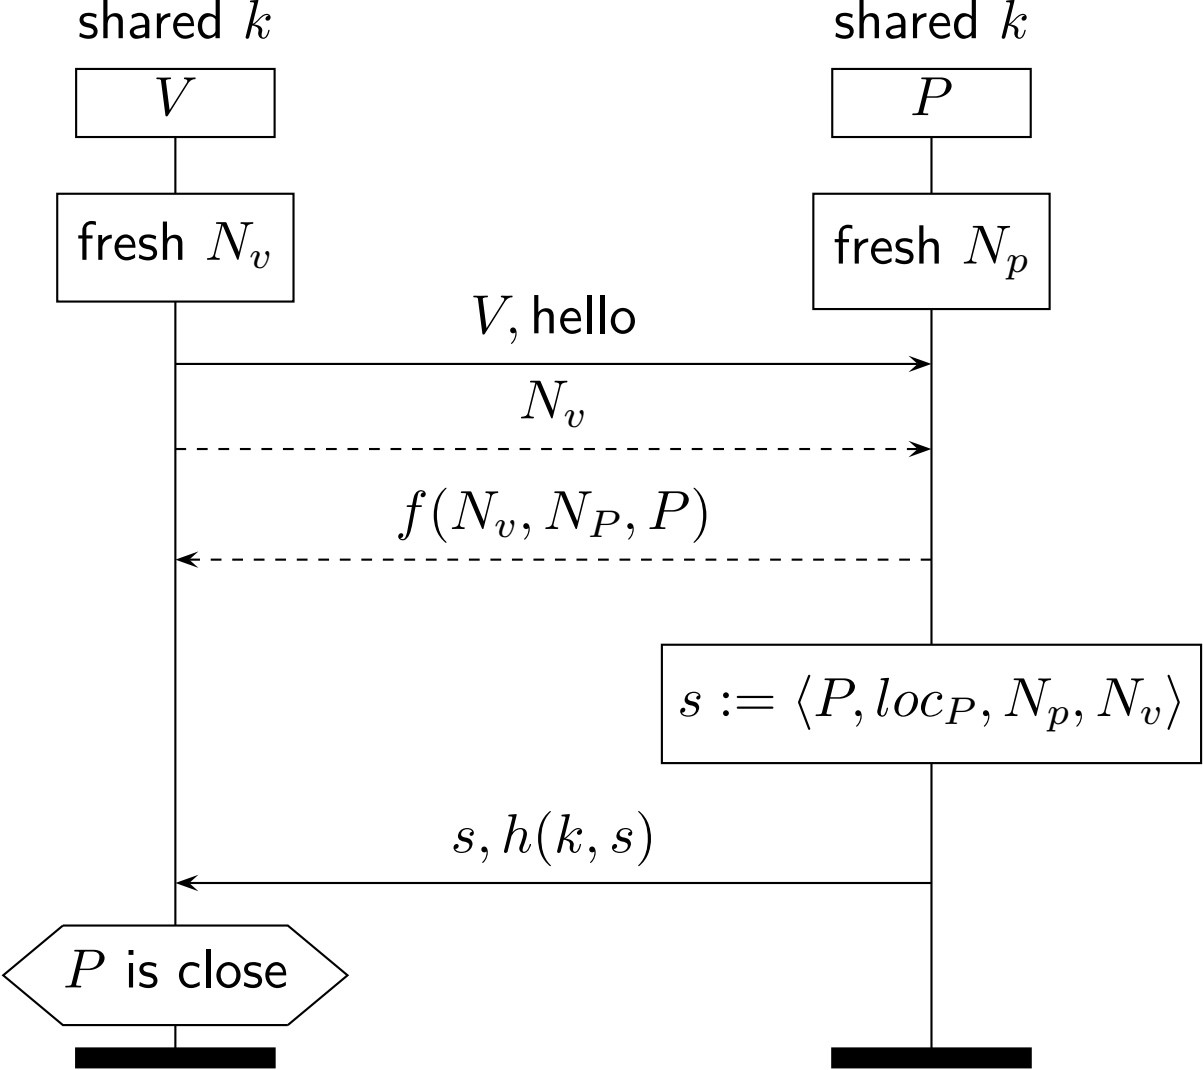 shared k
shared k
V
P
fresh N_v
fresh N_p
V, hello
N_v
f(N_v, N_P, P)
s := ⟨P, loc_P, N_p, N_v⟩
s, h(k, s)
P is close